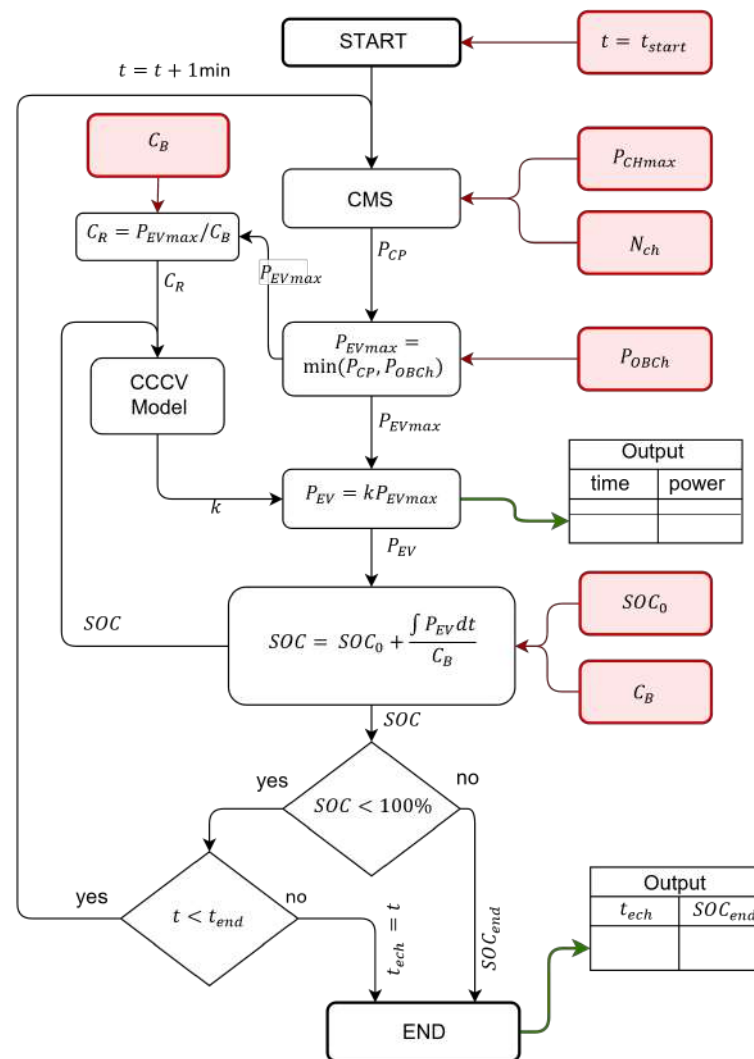 START
t = t_start
t = t + 1min
C_B
P_CHmax
CMS
N_ch
C_R = P_EVmax/C_B
P_CP
P_EVmax
C_R
P_EVmax =
min(P_CP, P_OBCh)
P_OBCh
CCCV
Model
P_EVmax
Output
time power
k
P_EV = kP_EVmax
P_EV
SOC_0
SOC
SOC = SOC_0 + ∫ P_EV dt / C_B
C_B
SOC
yes
no
SOC < 100%
Output
t_ech SOC_end
yes
no
t < t_end
t_ech = t
SOC_end
END